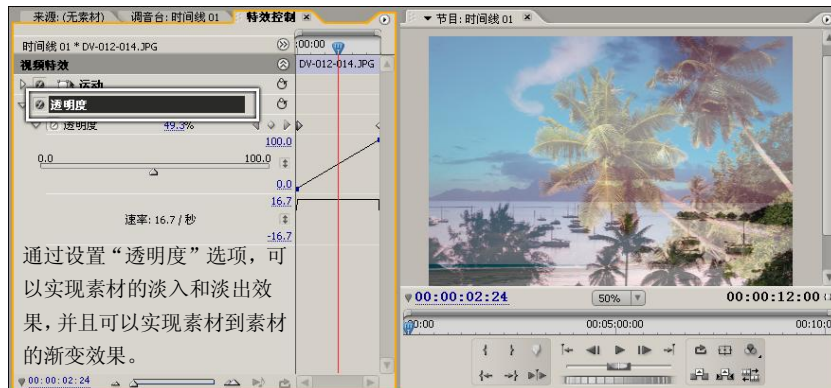 来源: (无素材)
调音台: 时间线 01
特效控制
节目: 时间线 01
时间线 01 * DV-012-014.JPG
:00:00
视频特效
DV-012-014.JPG
运动
透明度
透明度
49.3%
100.0
0.0
100.0
0.0
16.7
速率: 16.7 / 秒
-16.7
通过设置“透明度”选项，可
以实现素材的淡入和淡出效
果，并且可以实现素材到素材
的渐变效果。
00:00:02:24
00:00:02:24
50%
00:00:12:00
00:00
00:05:00:00
00:10:0